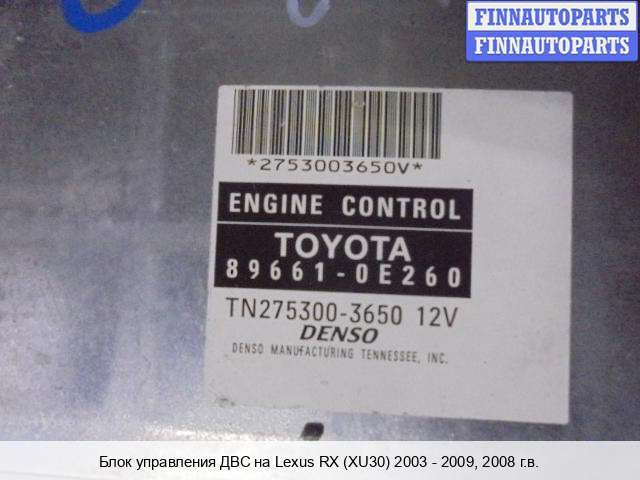 FINNAUTOPARTS
FINNAUTOPARTS
*2753003650V*
ENGINE CONTROL
TOYOTA
89661-0E260
TN275300-3650 12V
DENSO
DENSO MANUFACTURING TENNESSEE, INC.
Блок управления ДВС на Lexus RX (XU30) 2003 - 2009, 2008 г.в.